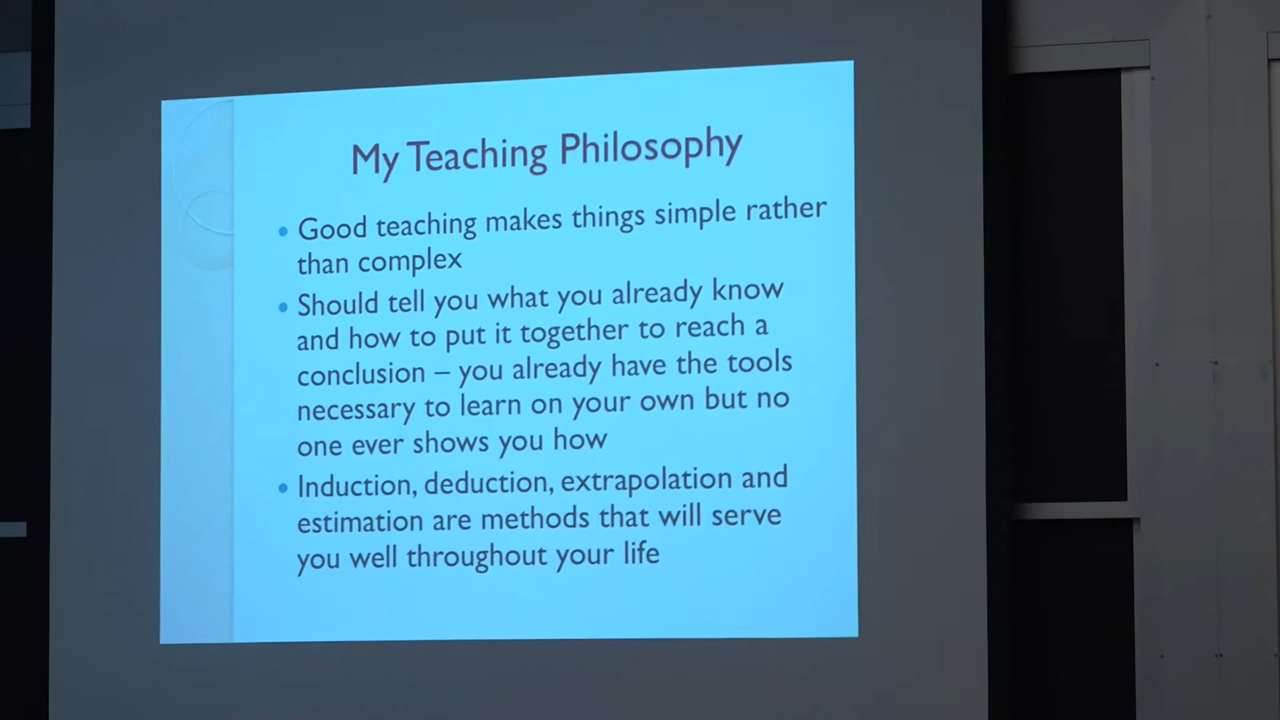 My Teaching Philosophy
• Good teaching makes things simple rather
than complex
• Should tell you what you already know
and how to put it together to reach a
conclusion – you already have the tools
necessary to learn on your own but no
one ever shows you how
• Induction, deduction, extrapolation and
estimation are methods that will serve
you well throughout your life